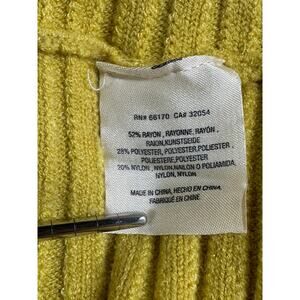 RN# 66170 CA# 32054
52% RAYON, RAYONNE, RAYÓN,
RAION, KUNSTSEIDE
28% POLYESTER, POLYESTER, POLIÉSTER,
POLIESTERE, POLYESTER
20% NYLON, NYLON, NAILON O POLIAMIDA,
NYLON, NYLON
MADE IN CHINA, HECHO EN CHINA,
FABRIQUÉ EN CHINE